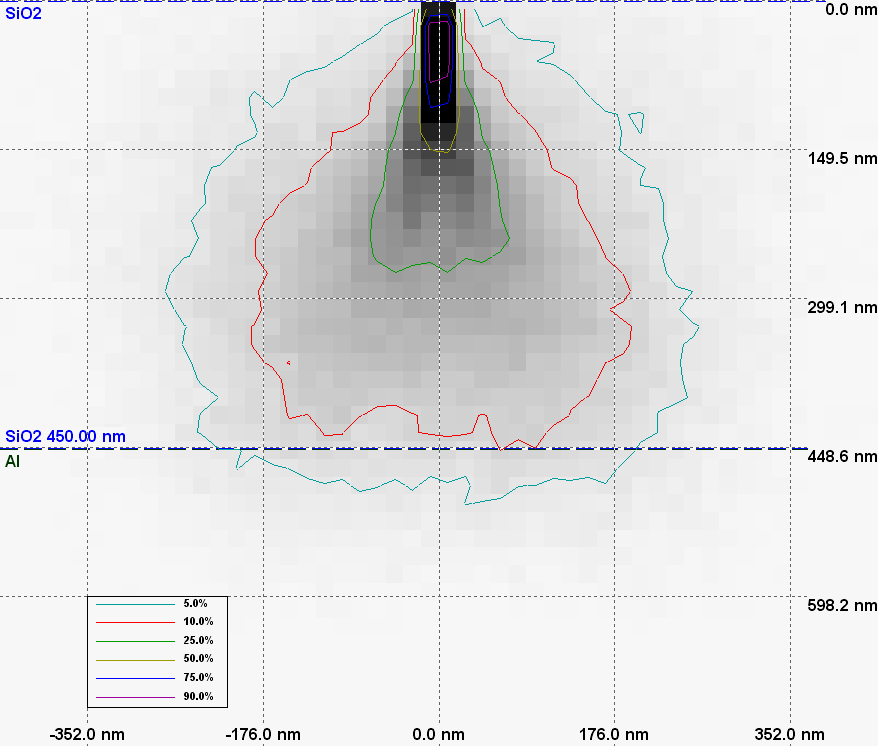 SiO2
0.0 nm
149.5 nm
299.1 nm
SiO2 450.00 nm
448.6 nm
Al
5.0%
10.0%
25.0%
50.0%
75.0%
90.0%
598.2 nm
-352.0 nm
-176.0 nm
0.0 nm
176.0 nm
352.0 nm